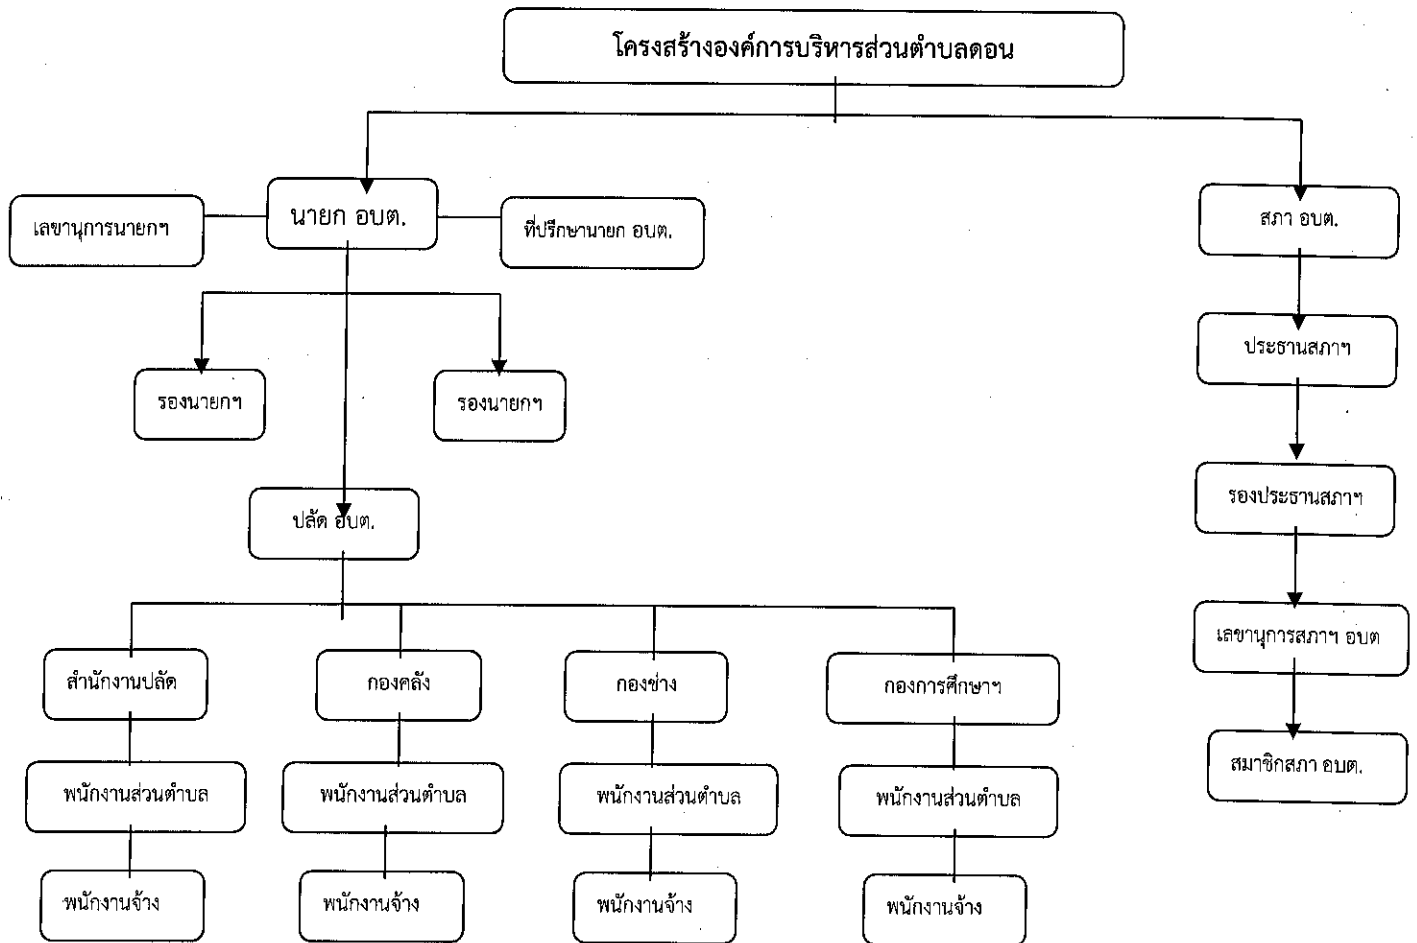 โครงสร้างองค์การบริหารส่วนตำบลดอน
นายก อบต.
เลขานุการนายกฯ
ที่ปรึกษานายก อบต.
สภา อบต.
ประธานสภาฯ
รองนายกฯ
รองนายกฯ
รองประธานสภาฯ
ปลัด อบต.
เลขานุการสภาฯ อบต
สำนักงานปลัด
กองคลัง
กองช่าง
กองการศึกษาฯ
สมาชิกสภา อบต.
พนักงานส่วนตำบล
พนักงานส่วนตำบล
พนักงานส่วนตำบล
พนักงานส่วนตำบล
พนักงานจ้าง
พนักงานจ้าง
พนักงานจ้าง
พนักงานจ้าง